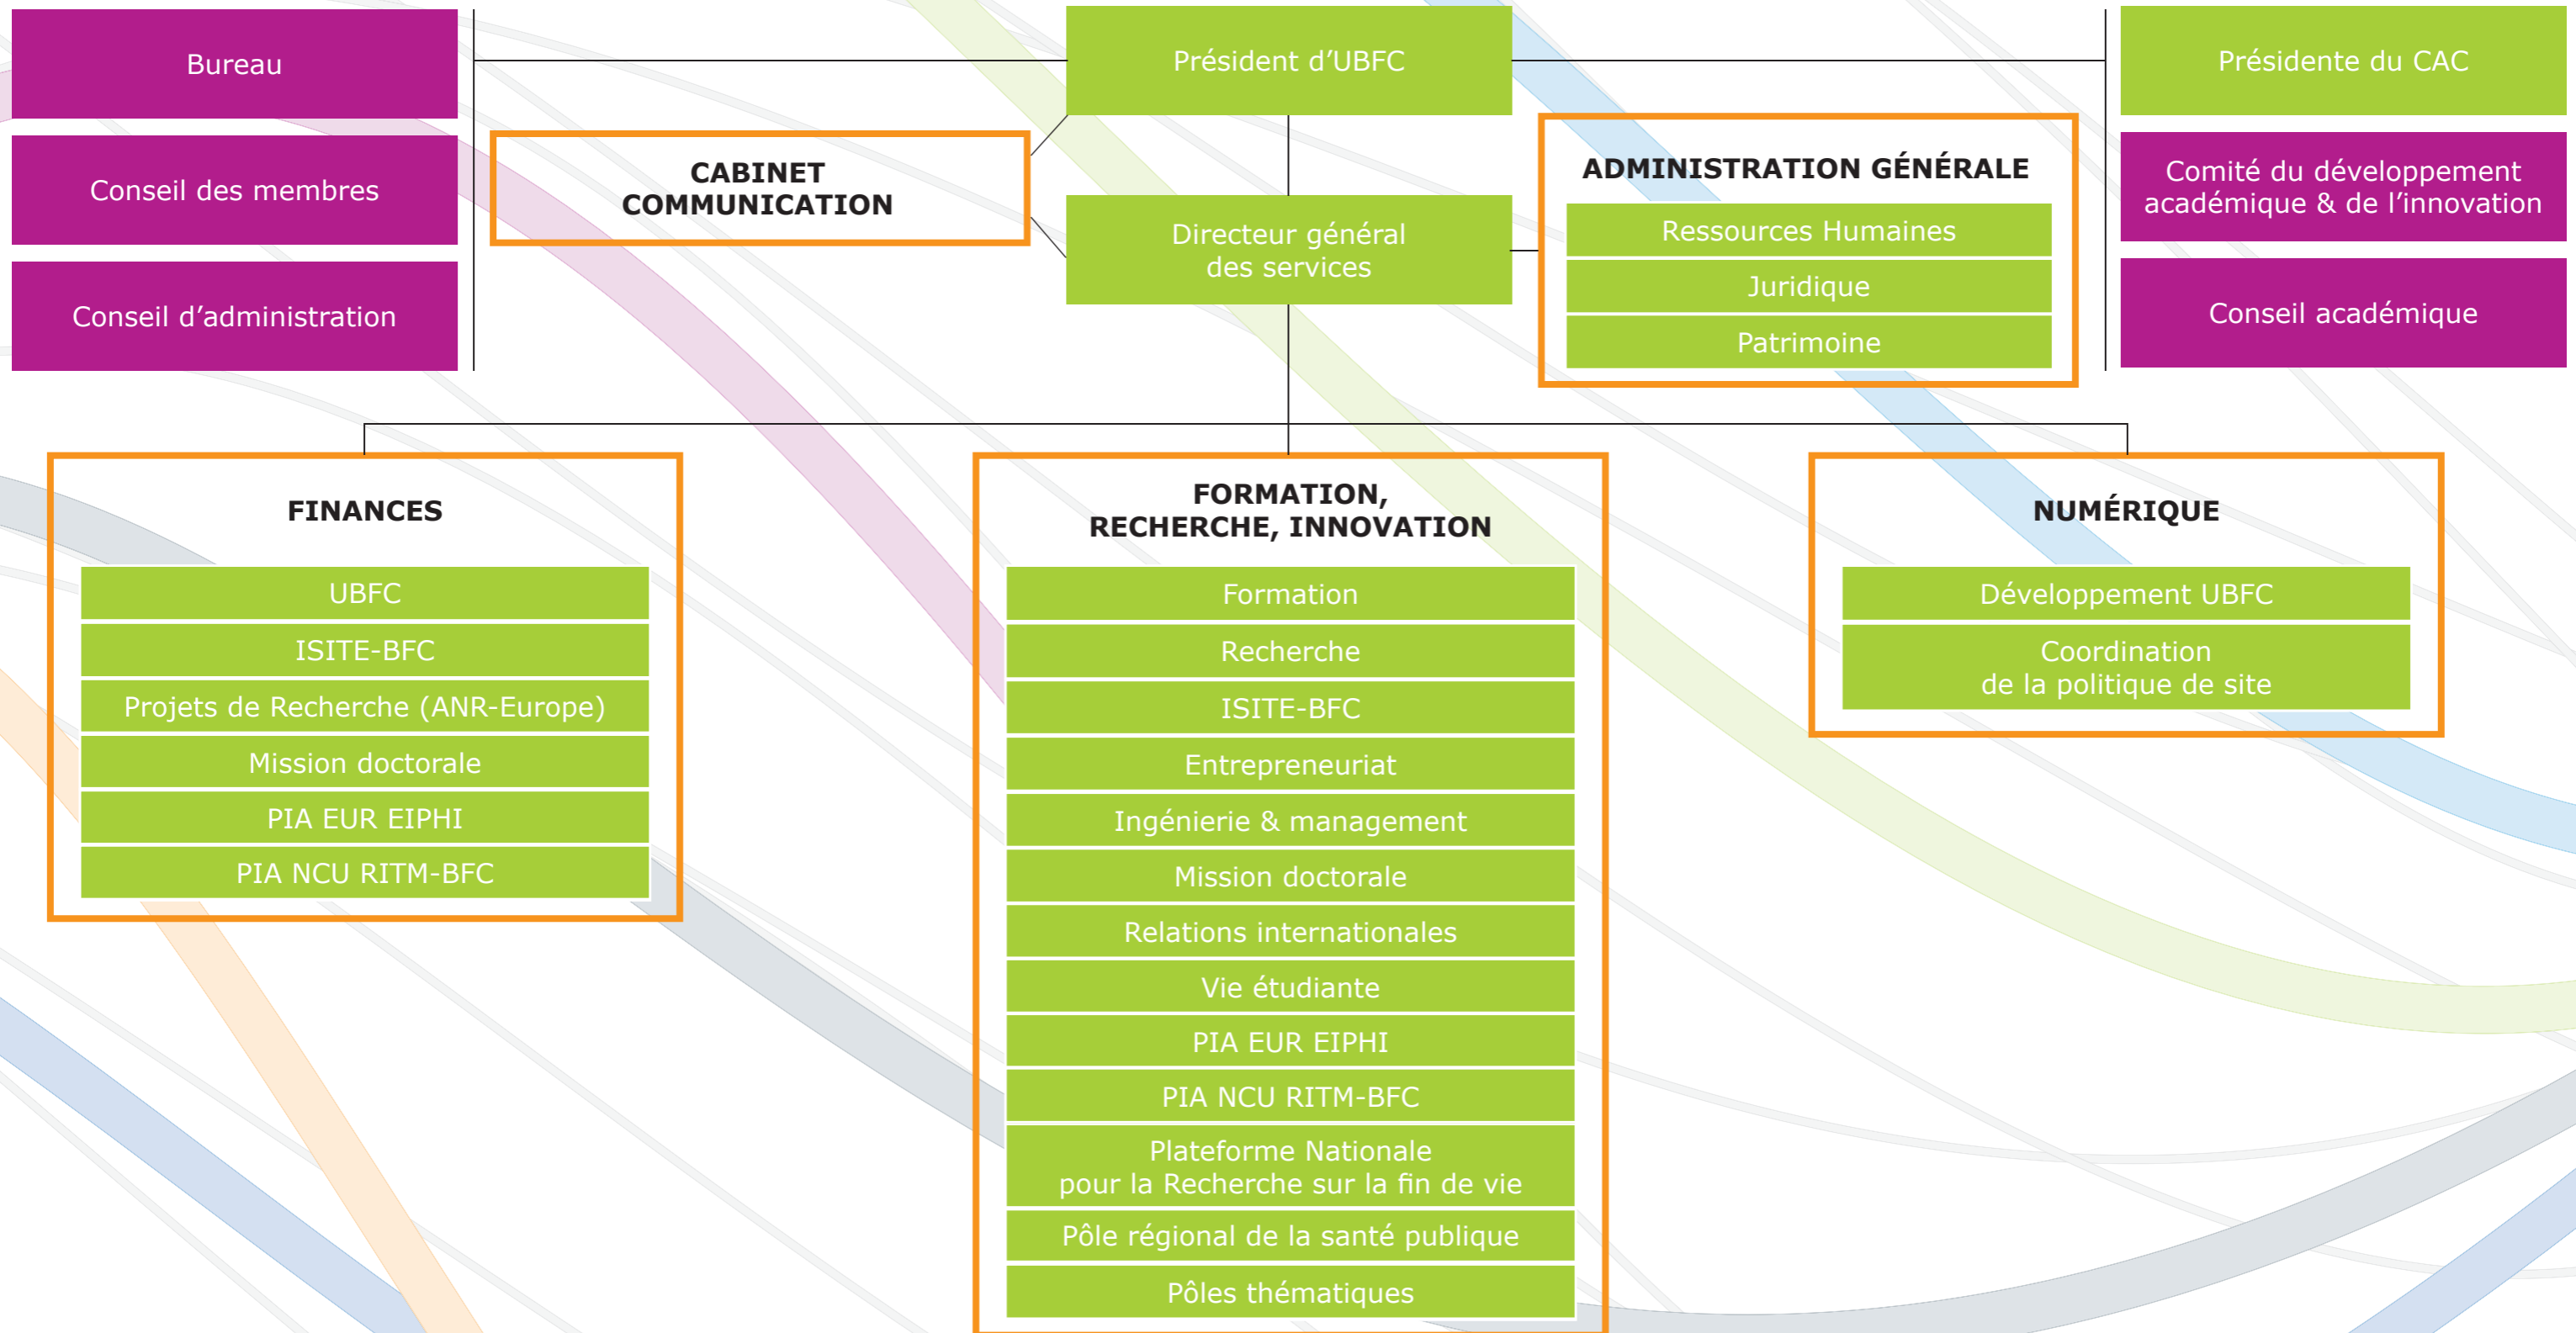 Bureau
Conseil des membres
Conseil d’administration
Président d’UBFC
CABINET
COMMUNICATION
Directeur général
des services
ADMINISTRATION GÉNÉRALE
Ressources Humaines
Juridique
Patrimoine
Présidente du CAC
Comité du développement
académique & de l’innovation
Conseil académique
FINANCES
UBFC
ISITE-BFC
Projets de Recherche (ANR-Europe)
Mission doctorale
PIA EUR EIPHI
PIA NCU RITM-BFC
FORMATION,
RECHERCHE, INNOVATION
Formation
Recherche
ISITE-BFC
Entrepreneuriat
Ingénierie & management
Mission doctorale
Relations internationales
Vie étudiante
PIA EUR EIPHI
PIA NCU RITM-BFC
Plateforme Nationale
pour la Recherche sur la fin de vie
Pôle régional de la santé publique
Pôles thématiques
NUMÉRIQUE
Développement UBFC
Coordination
de la politique de site